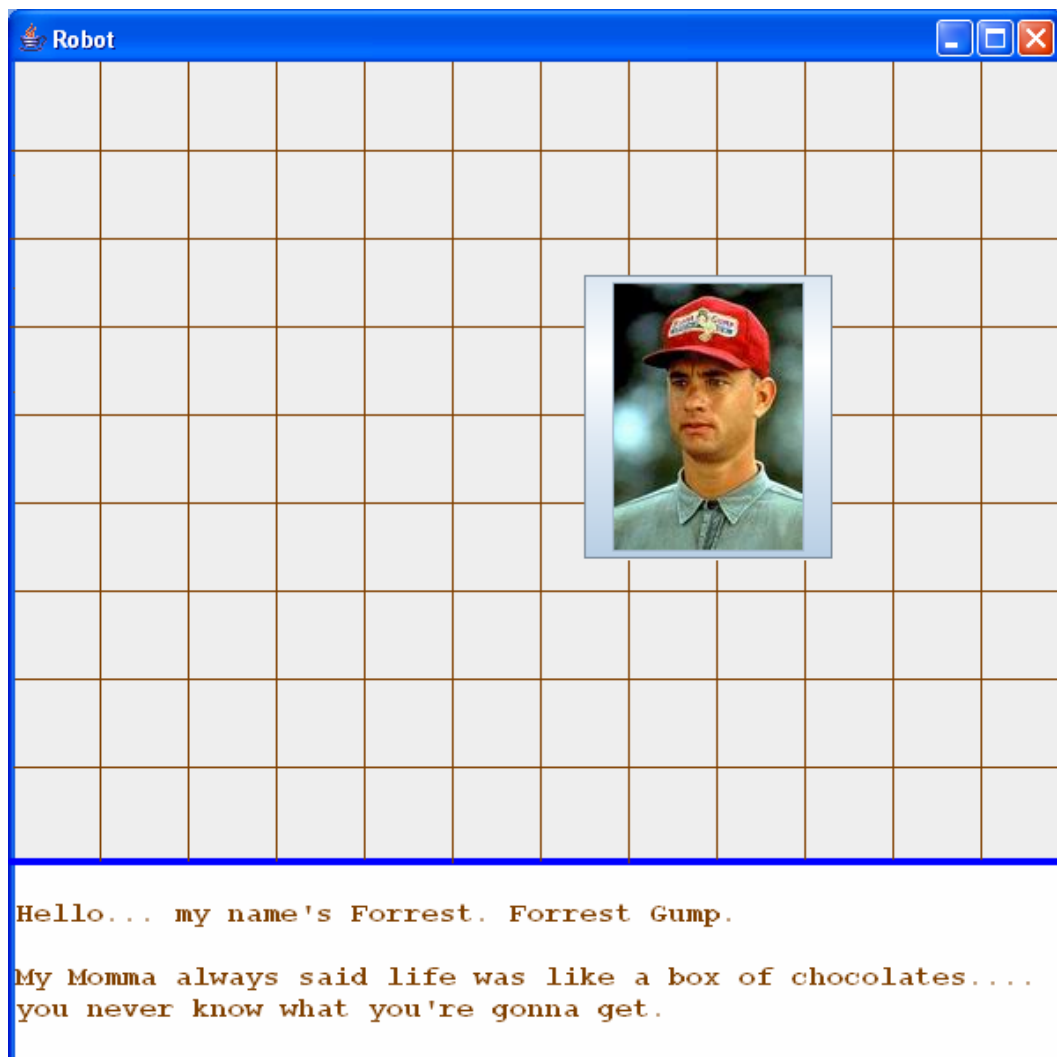 Robot
Hello... my name's Forrest. Forrest Gump.
My Momma always said life was like a box of chocolates....
you never know what you're gonna get.